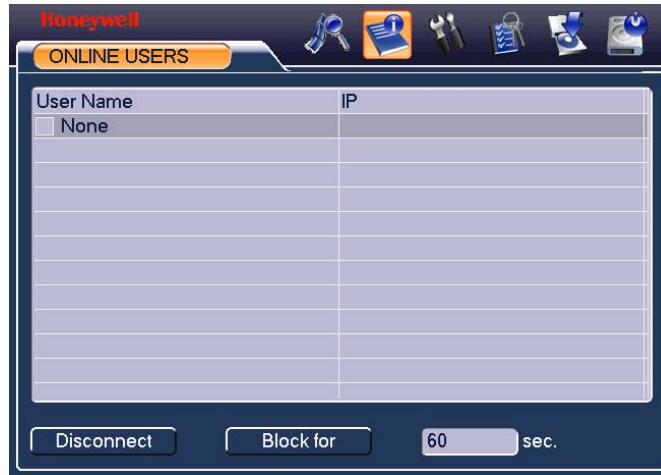 Honeywell
ONLINE USERS
User Name IP
None
Disconnect Block for 60 sec.